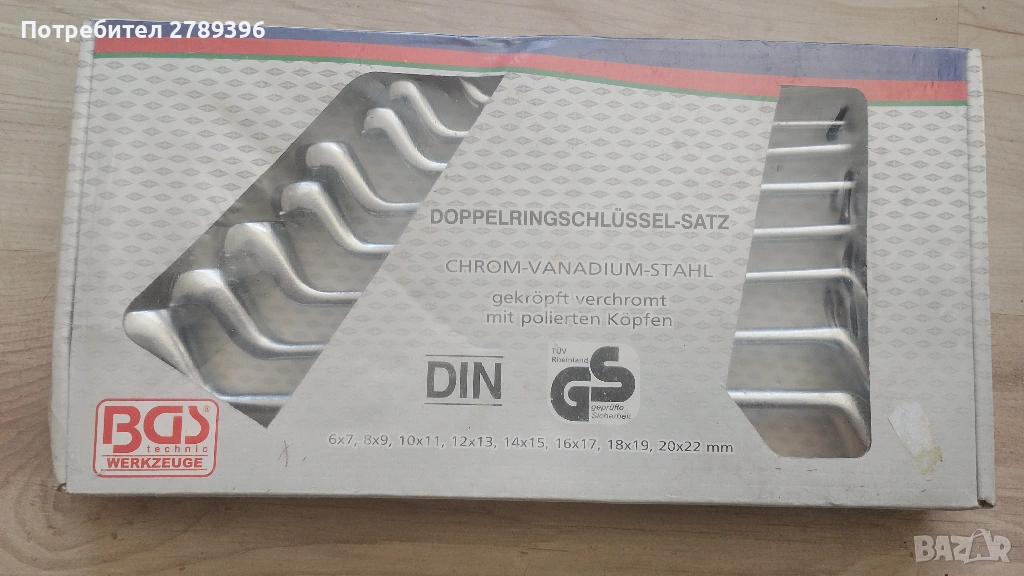 Потребител 2789396
DOPPELRINGSCHLÜSSEL-SATZ
CHROM-VANADIUM-STAHL
gekröpft verchromt
mit polierten Köpfen
DIN
TÜV
Rheinland
GS
geprüfte
Sicherheit
BGS®
technic
WERKZEUGE
6x7, 8x9, 10x11, 12x13, 14x15, 16x17, 18x19, 20x22 mm
BAZAR